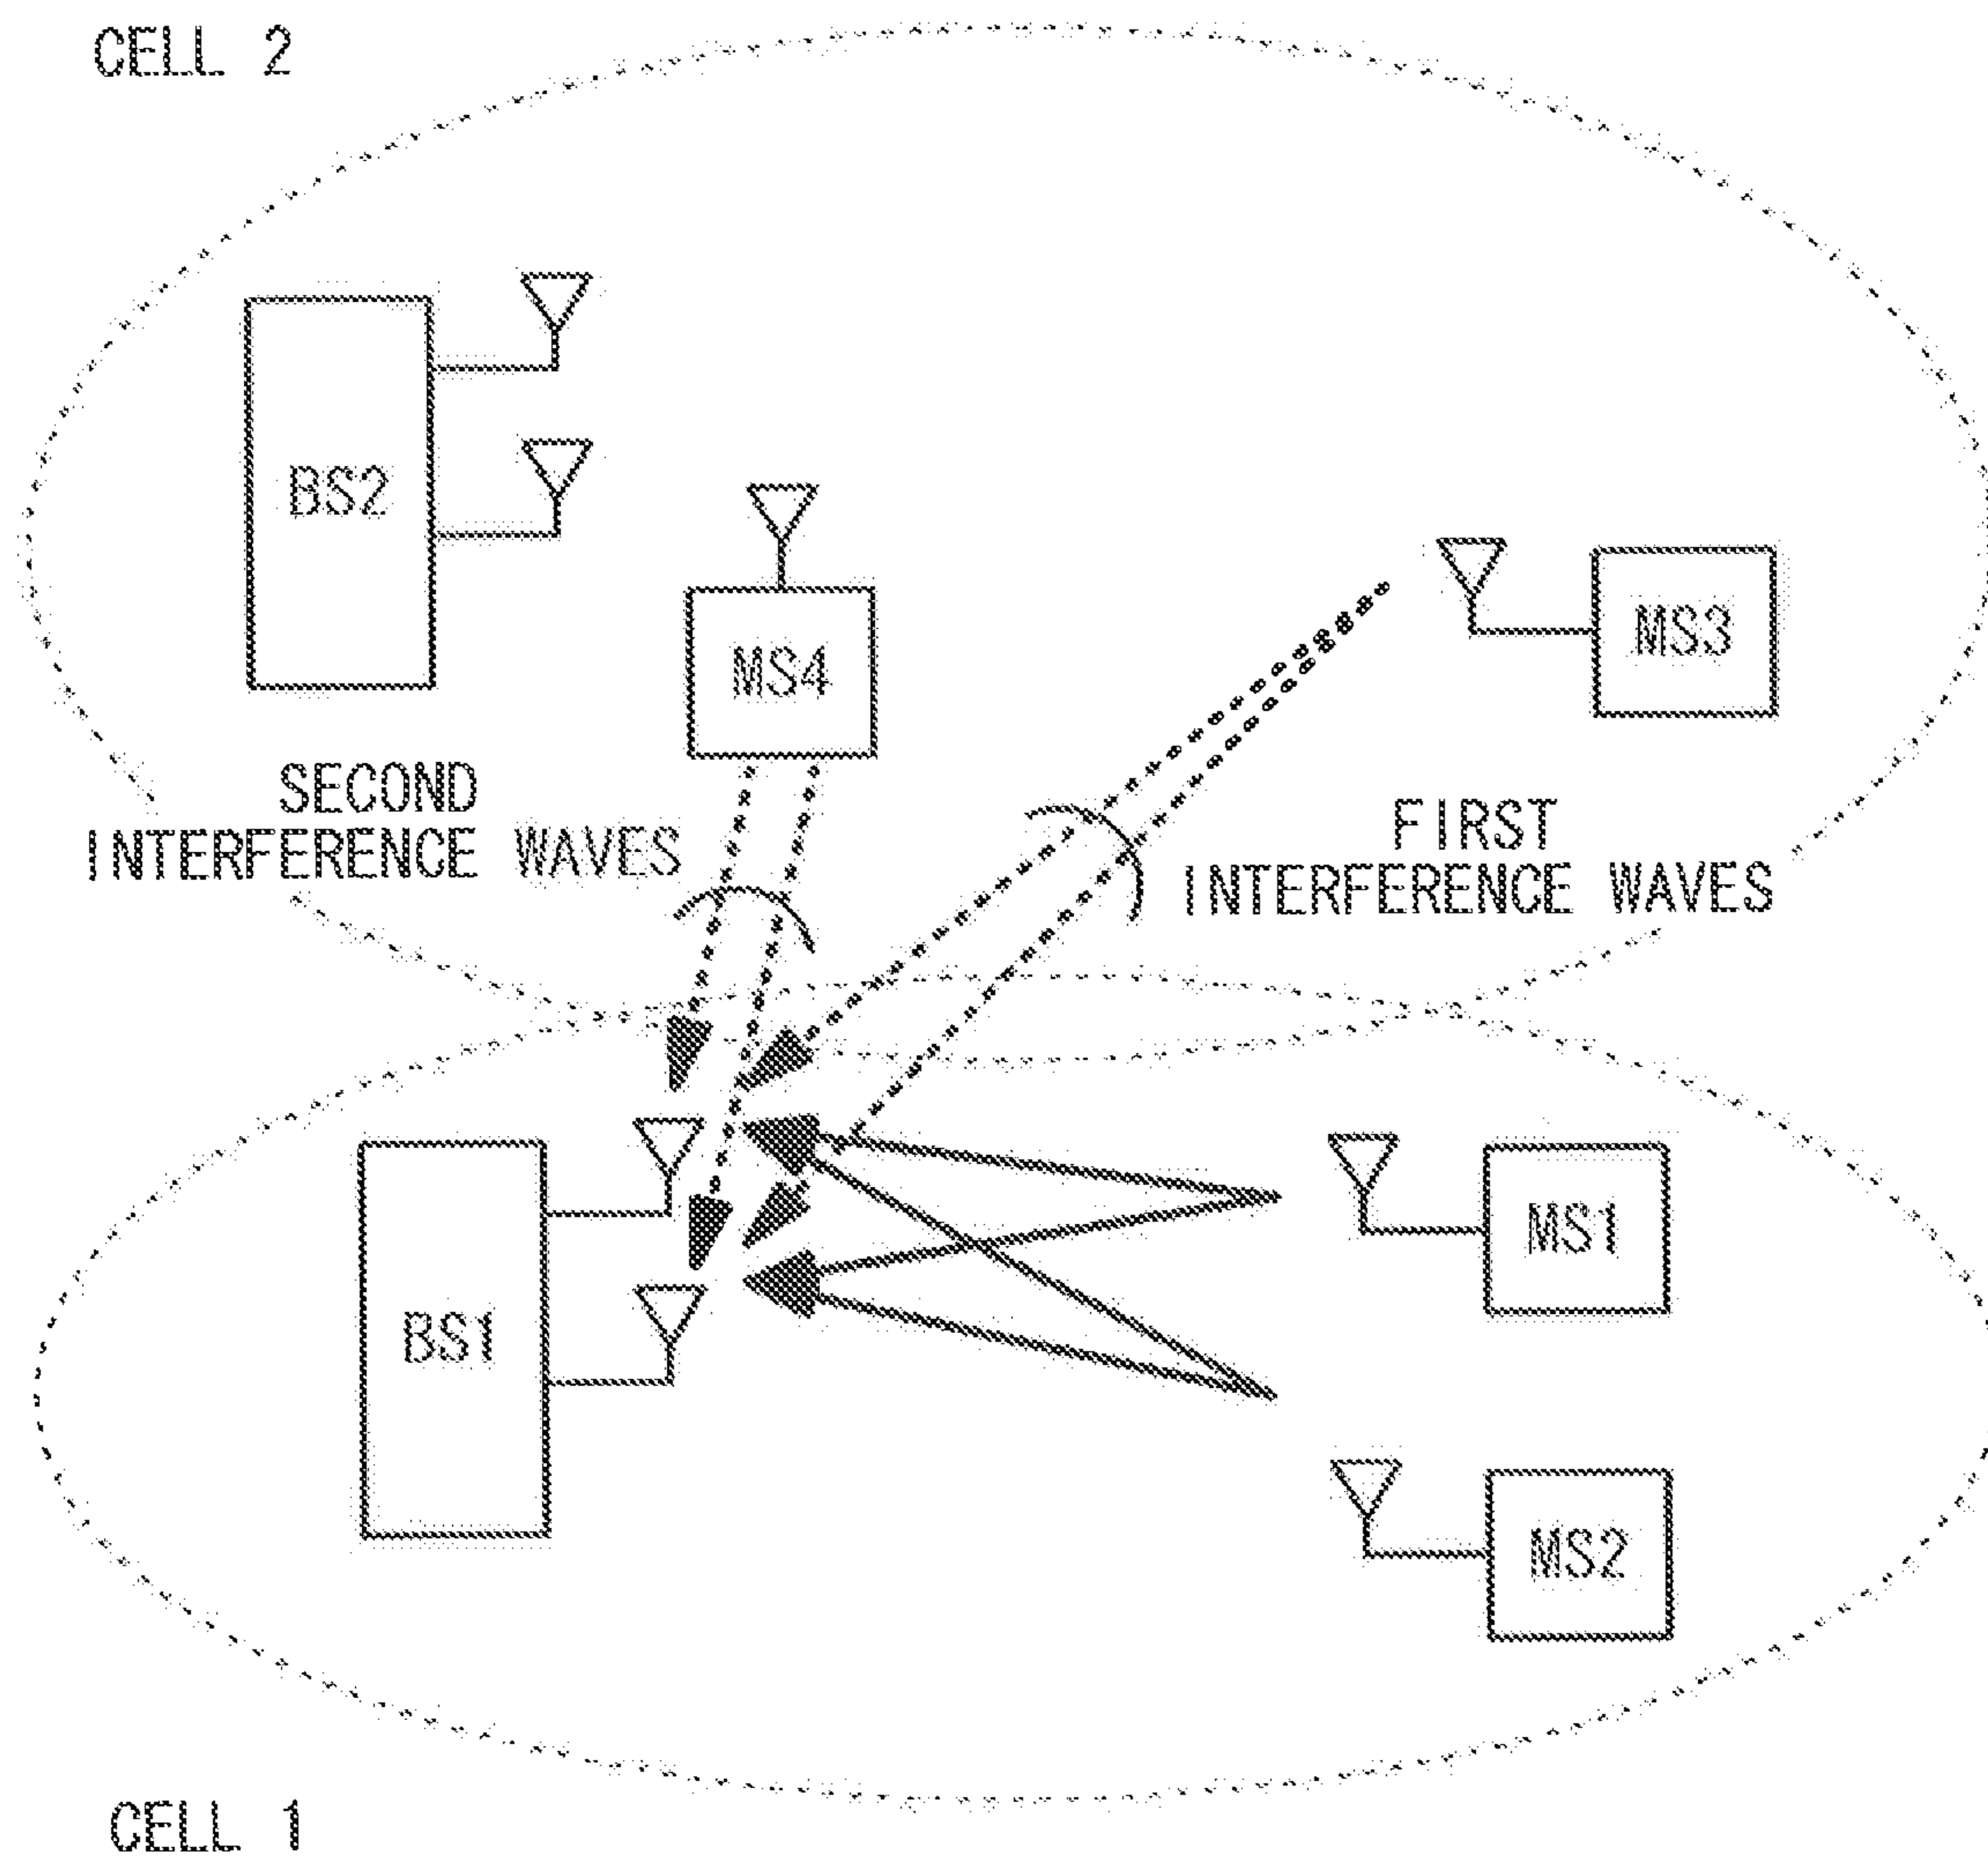 CELL 2
BS2
MS4
MS3
SECOND
INTERFERENCE WAVES
FIRST
INTERFERENCE WAVES
BS1
MS1
MS2
CELL 1